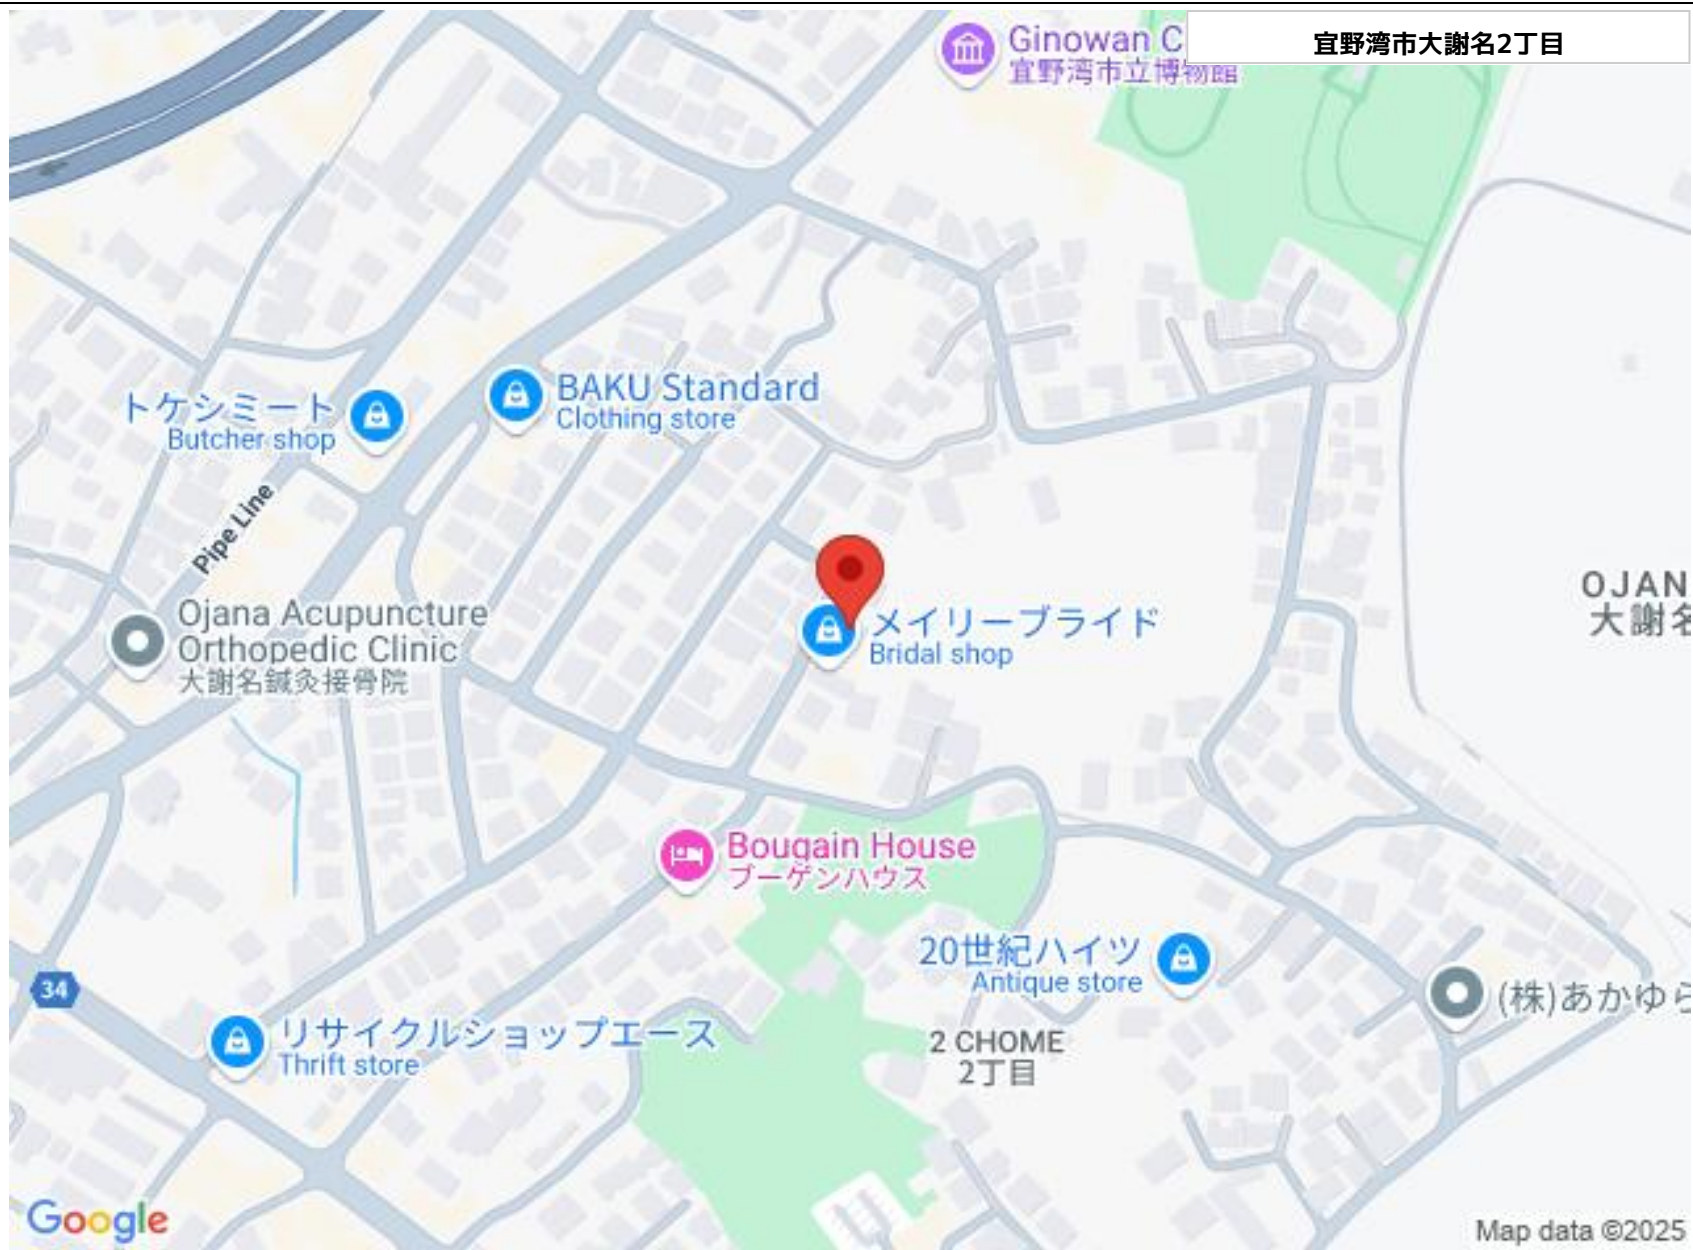 宜野湾市大謝名2丁目
Ginowan C
宜野湾市立博物館
BAKU Standard
Clothing store
トケシミート
Butcher shop
Pipe Line
OJAN
大謝名
Ojana Acupuncture
Orthopedic Clinic
大謝名鍼灸接骨院
メイリーブライド
Bridal shop
Bougain House
ブーゲンハウス
20世紀ハイツ
Antique store
34
(株)あかゆら
リサイクルショップエース
Thrift store
2 CHOME
2丁目
Google
Map data ©2025